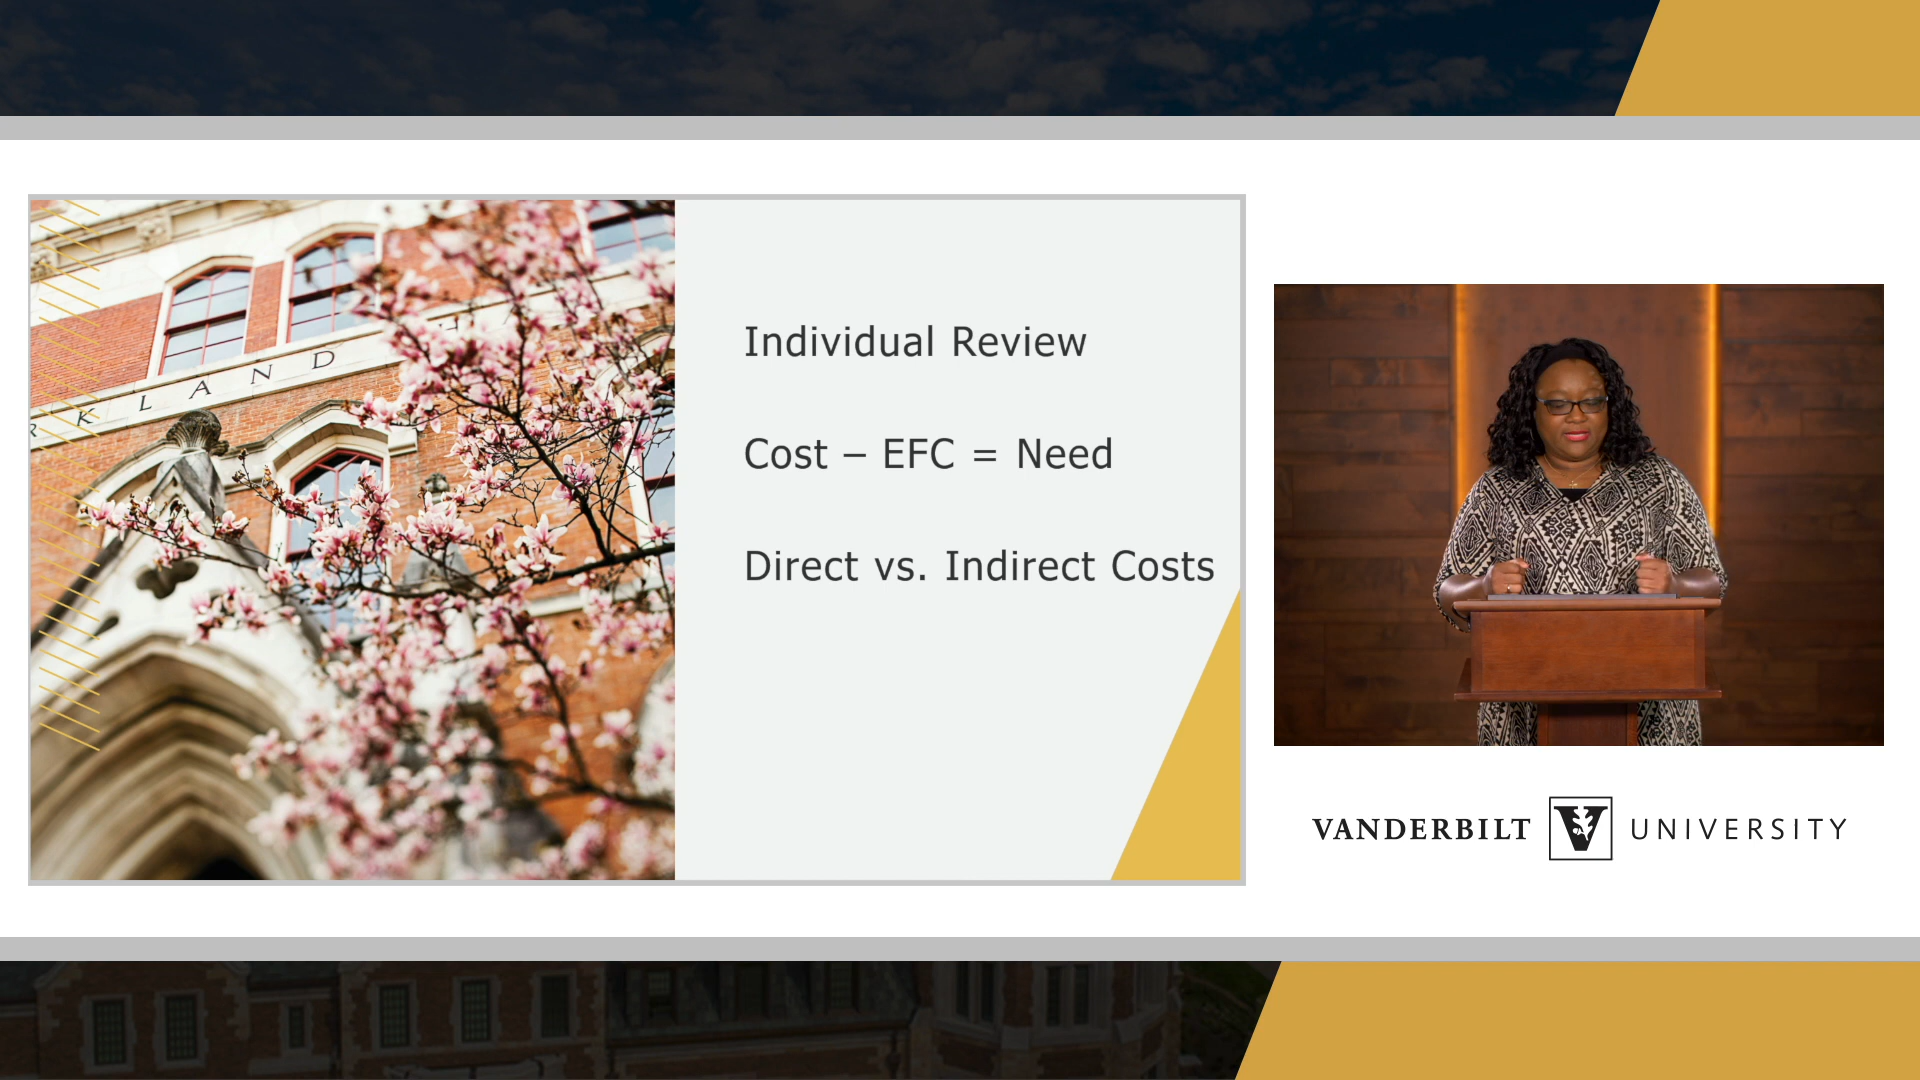 R K L A N D H A
Individual Review
Cost – EFC = Need
Direct vs. Indirect Costs
VANDERBILT V UNIVERSITY